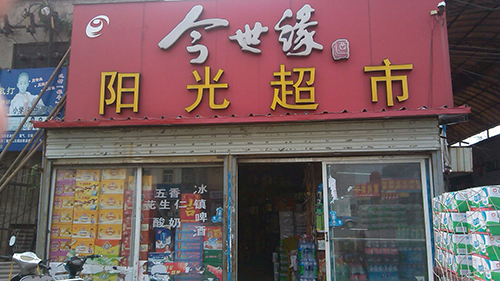 今世缘
阳光超市
五香
花生仁
酸奶
冰镇啤酒